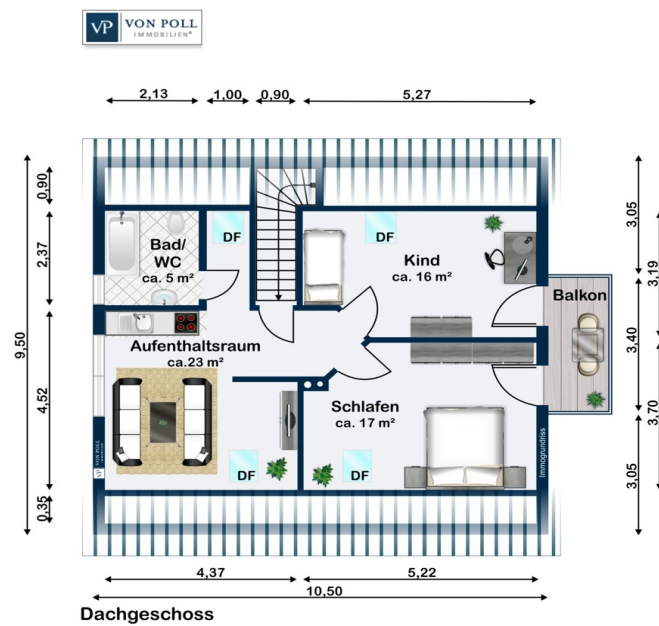 VP VON POLL
IMMOBILIEN®
2,13 1,00 0,90 5,27
0,90
2,37
9,50
4,52
0,35
3,05
3,19
3,40
3,70
3,05
DF
DF
Bad/
WC
ca. 5 m²
Kind
ca. 16 m²
Balkon
Aufenthaltsraum
ca.23 m²
Schlafen
ca. 17 m²
DF
DF
VP VON POLL
Immogrundriss
4,37 5,22
10,50
Dachgeschoss